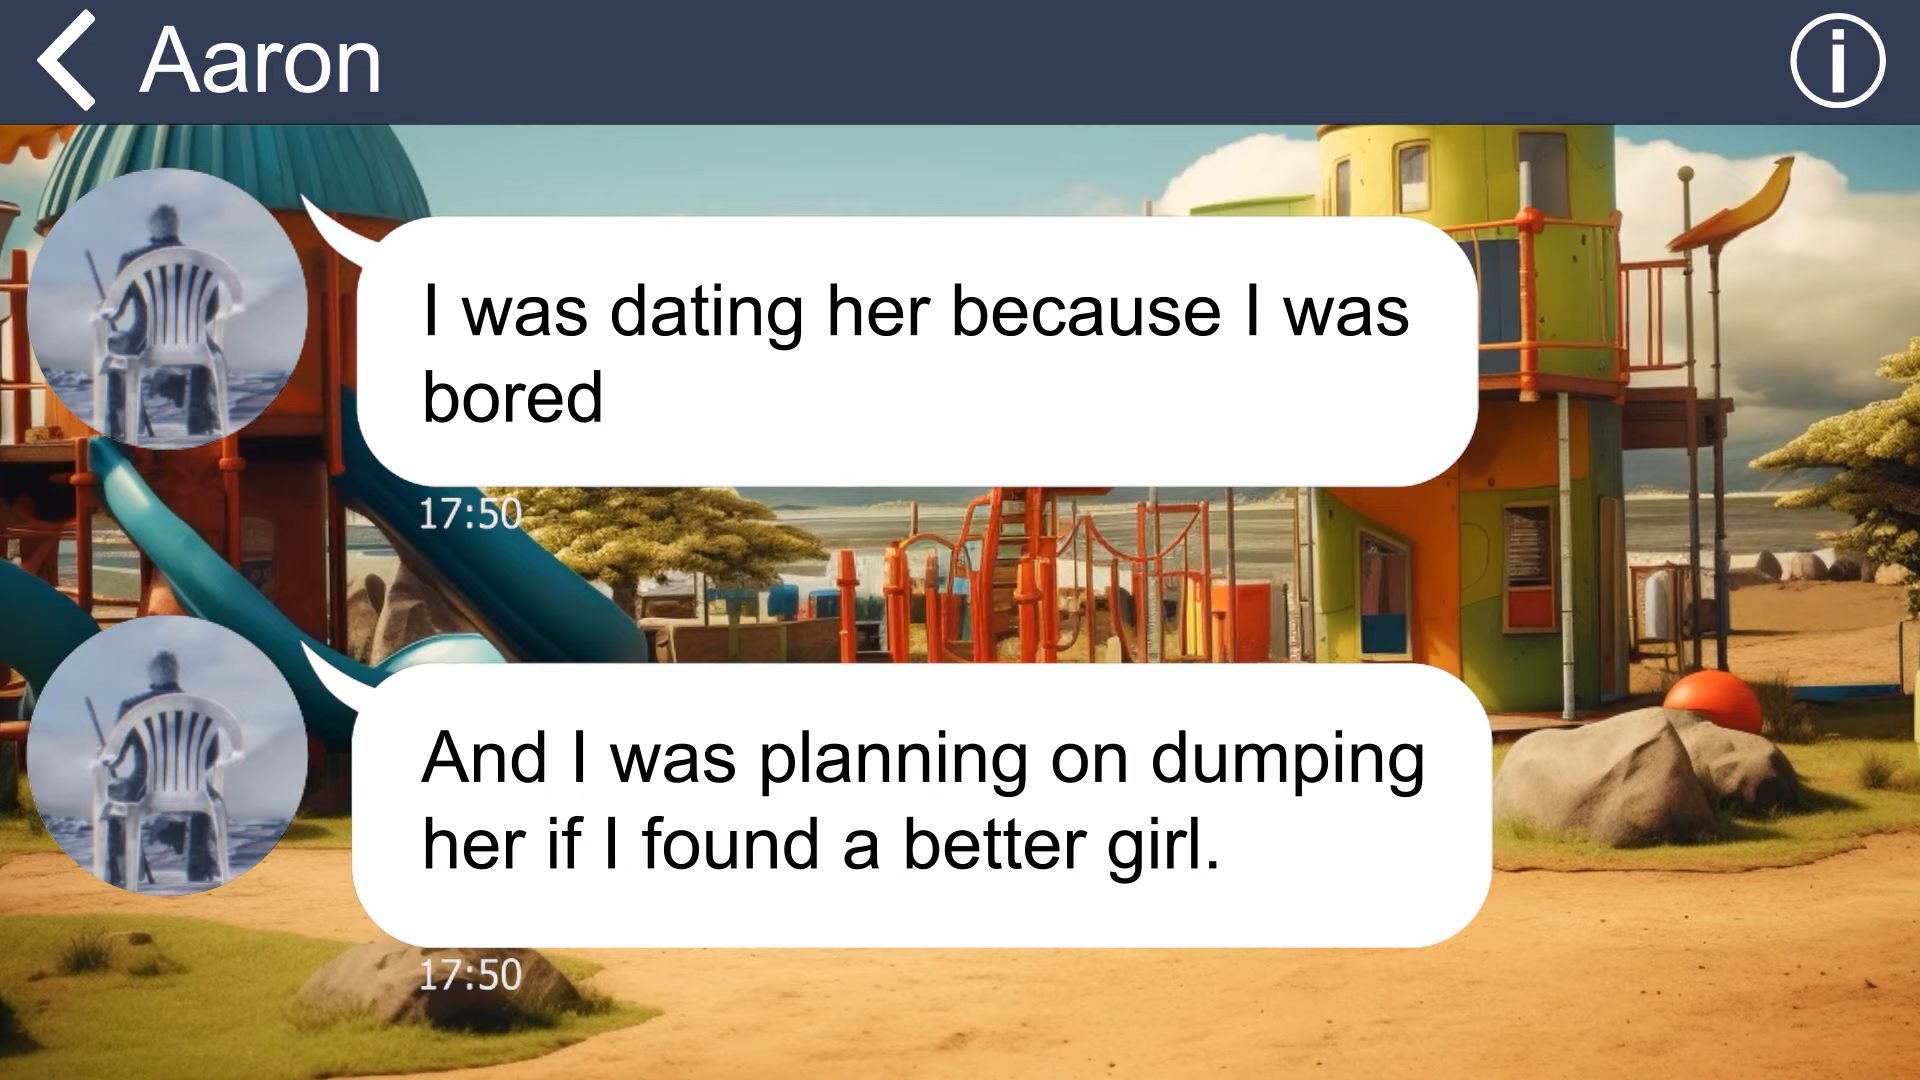 Aaron
I was dating her because I was
bored
17:50
And I was planning on dumping
her if I found a better girl.
17:50